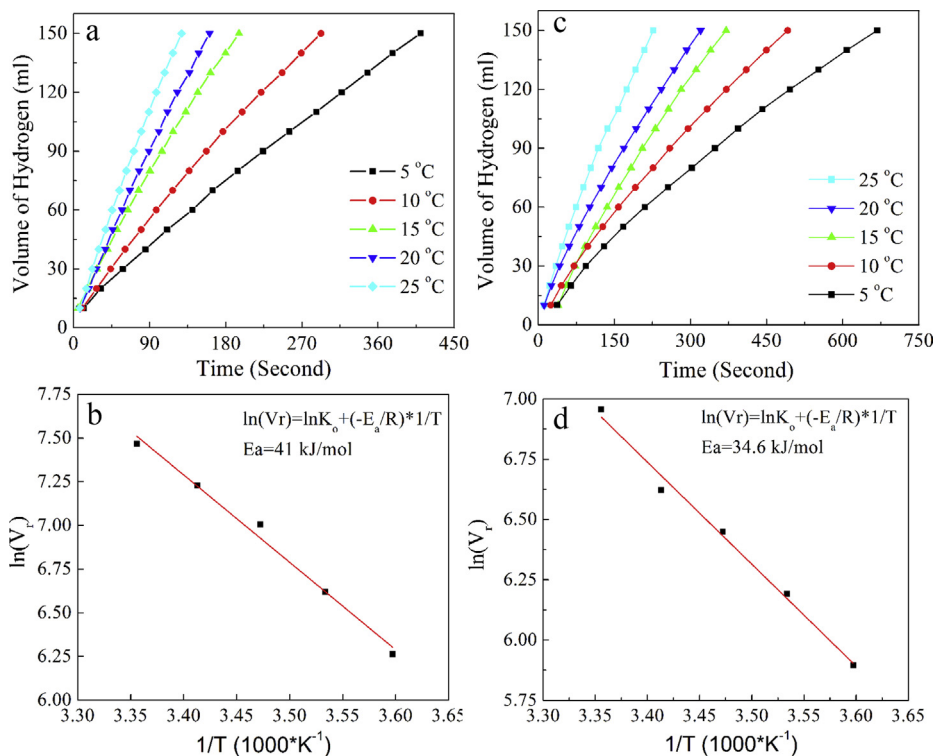 a
Volume of Hydrogen (ml)
150
120
90
60
30
0
5 °C
10 °C
15 °C
20 °C
25 °C
0 90 180 270 360 450
Time (Second)
c
Volume of Hydrogen (ml)
150
120
90
60
30
0
25 °C
20 °C
15 °C
10 °C
5 °C
0 150 300 450 600 750
Time (Second)
b
ln(Vr)=lnKo+(-Ea/R)*1/T
Ea=41 kJ/mol
ln(Vr)
7.75
7.50
7.25
7.00
6.75
6.50
6.25
6.00
3.30 3.35 3.40 3.45 3.50 3.55 3.60 3.65
1/T (1000*K-1)
d
ln(Vr)=lnKo+(-Ea/R)*1/T
Ea=34.6 kJ/mol
ln(Vr)
7.00
6.75
6.50
6.25
6.00
5.75
3.30 3.35 3.40 3.45 3.50 3.55 3.60 3.65
1/T (1000*K-1)